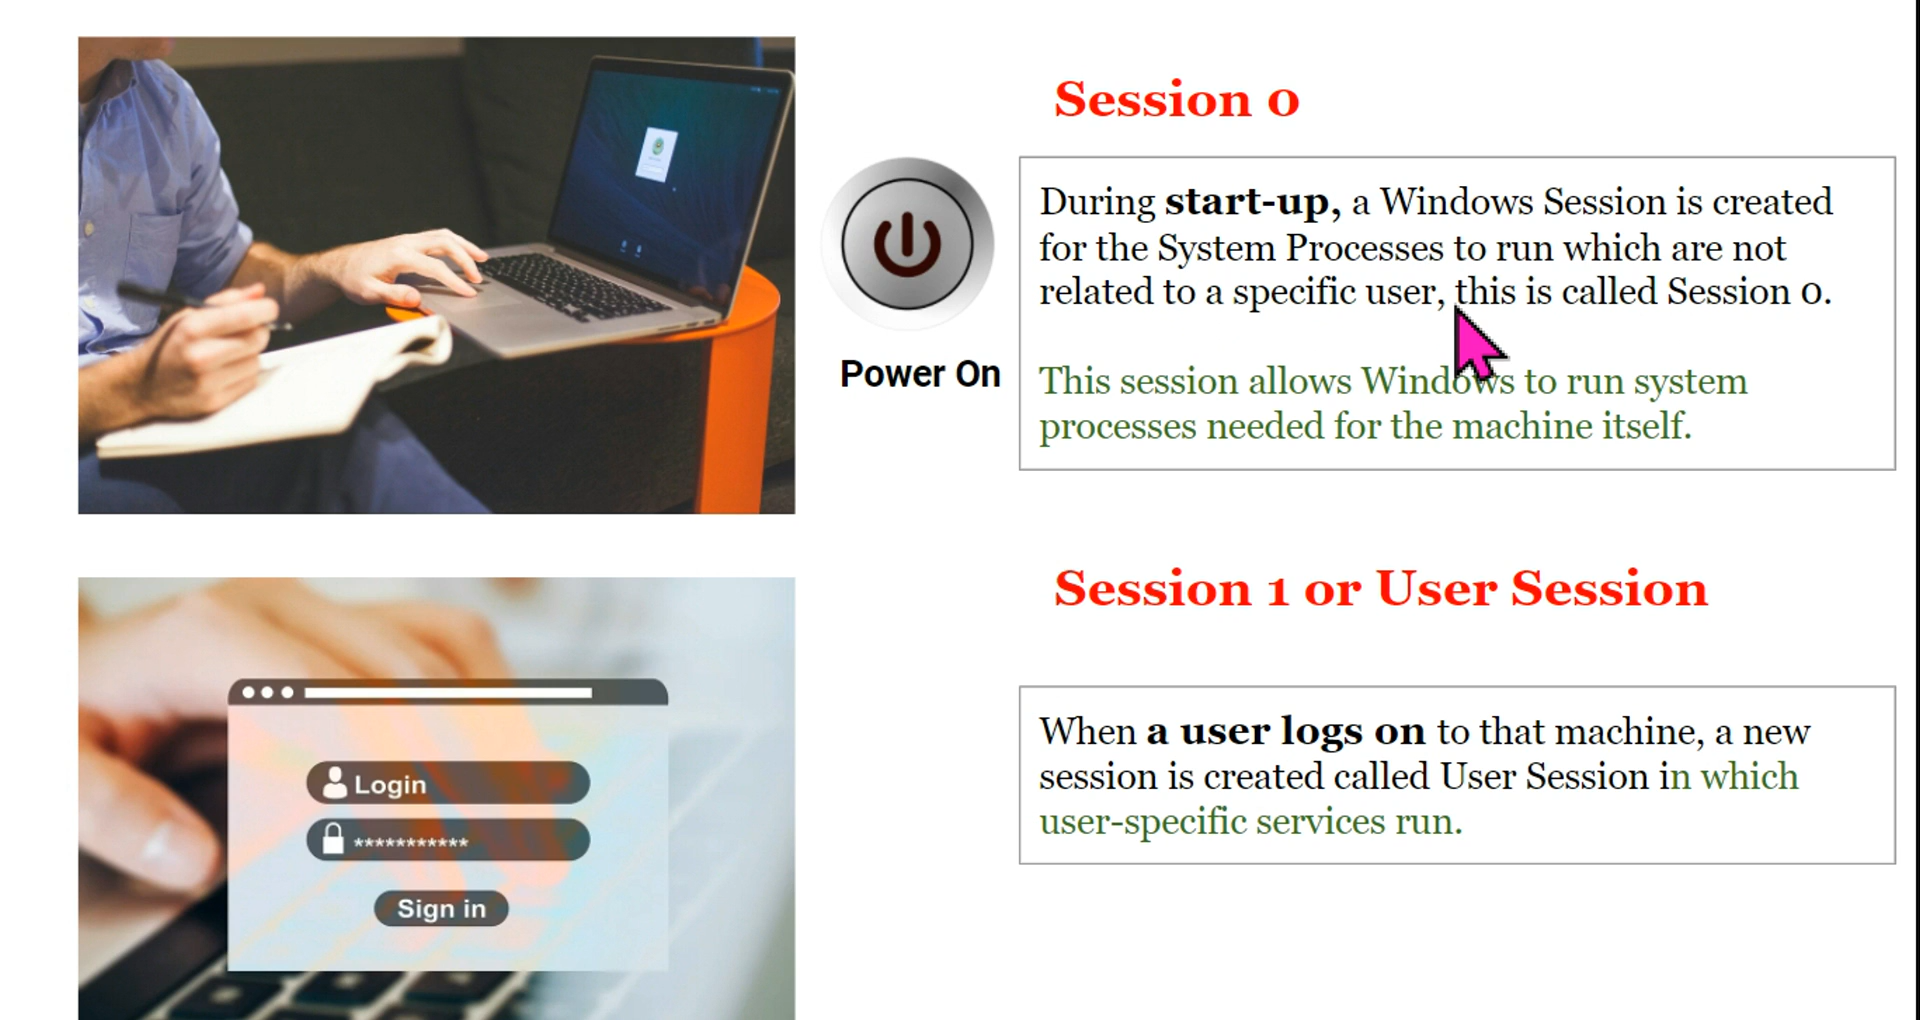 Session 0
During start-up, a Windows Session is created
for the System Processes to run which are not
related to a specific user, this is called Session 0.
Power On
This session allows Windows to run system
processes needed for the machine itself.
Session 1 or User Session
When a user logs on to that machine, a new
session is created called User Session in which
user-specific services run.
Login
***********
Sign in